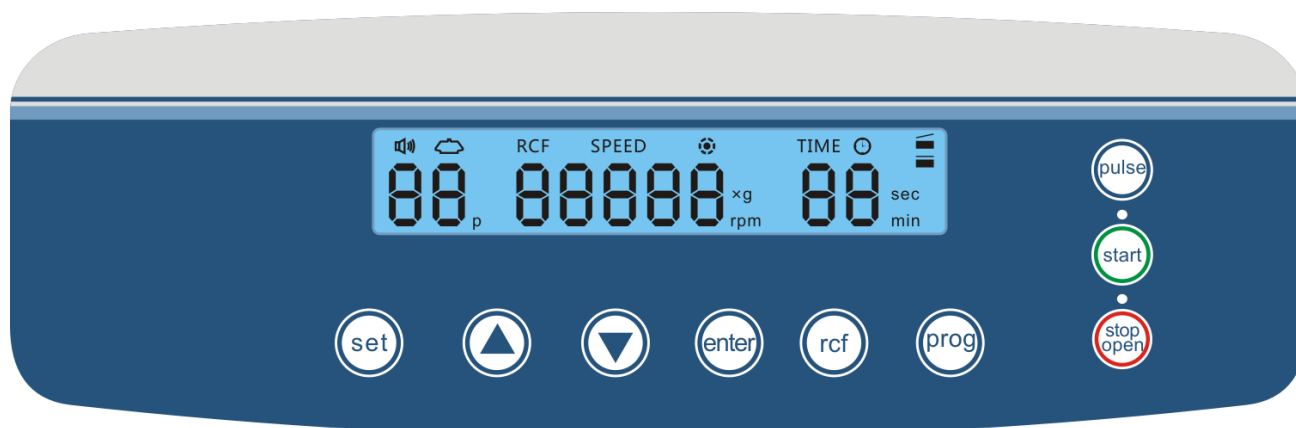 RCF SPEED TIME
88 p 88888 ×g rpm 88 sec min
pulse
start
stop
open
set enter rcf prog